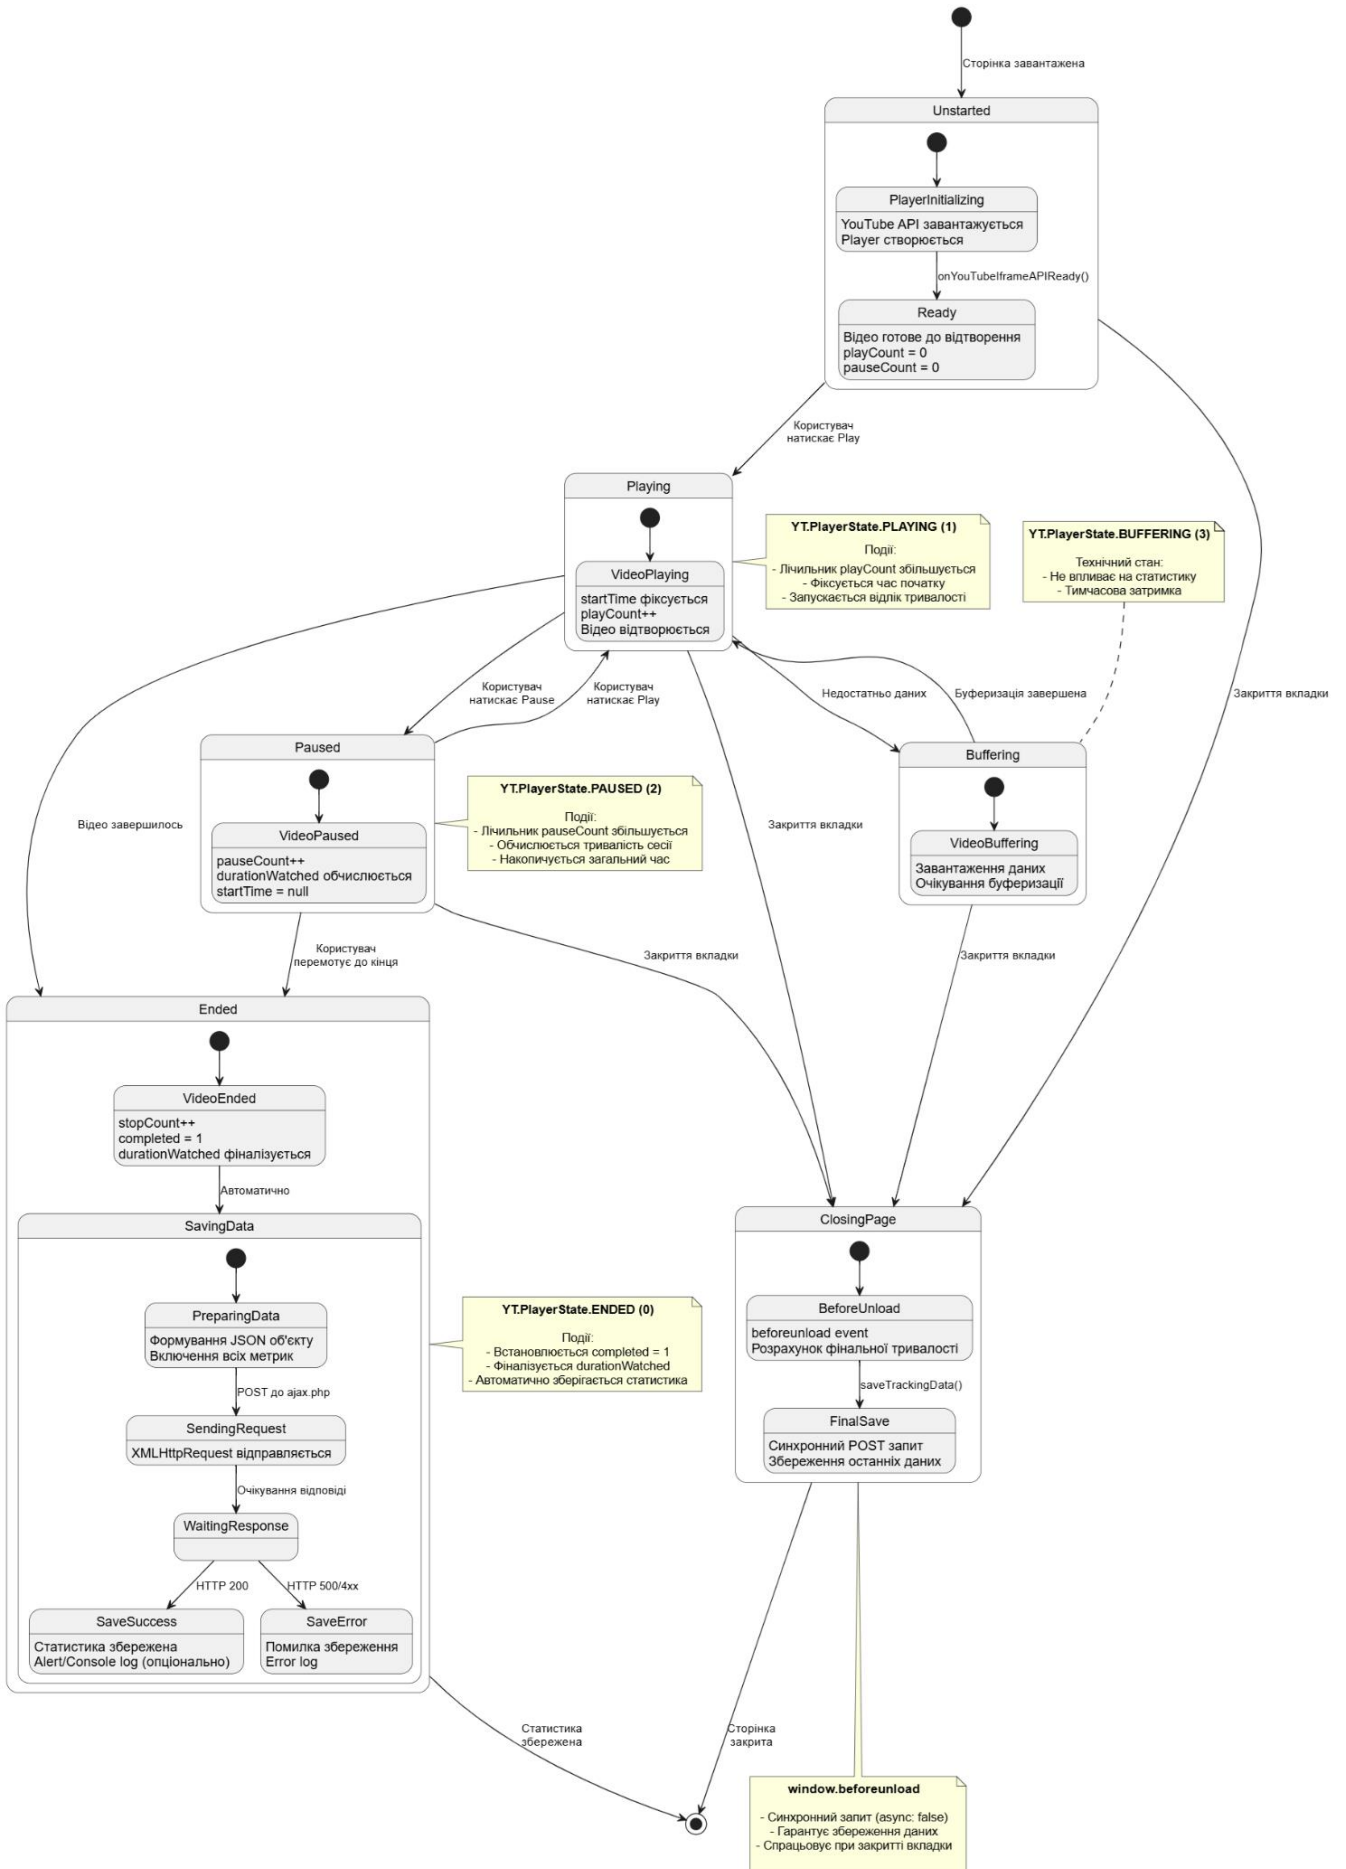 Сторінка завантажена
Unstarted
PlayerInitializing
YouTube API завантажується
Player створюється
onYouTubeIframeAPIReady()
Ready
Відео готове до відтворення
playCount = 0
pauseCount = 0
Користувач
натискає Play
Playing
VideoPlaying
startTime фіксується
playCount++
Відео відтворюється
YT.PlayerState.PLAYING (1)
Події:
- Лічильник playCount збільшується
- Фіксується час початку
- Запускається відлік тривалості
YT.PlayerState.BUFFERING (3)
Технічний стан:
- Не впливає на статистику
- Тимчасова затримка
Користувач
натискає Pause
Користувач
натискає Play
Недостатньо даних
Буферизація завершена
Закриття вкладки
Paused
VideoPaused
pauseCount++
durationWatched обчислюється
startTime = null
YT.PlayerState.PAUSED (2)
Події:
- Лічильник pauseCount збільшується
- Обчислюється тривалість сесії
- Накопичується загальний час
Buffering
VideoBuffering
Завантаження даних
Очікування буферизації
Відео завершилось
Закриття вкладки
Користувач
перемотує до кінця
Закриття вкладки
Закриття вкладки
Ended
VideoEnded
stopCount++
completed = 1
durationWatched фіналізується
Автоматично
SavingData
PreparingData
Формування JSON об'єкту
Включення всіх метрик
POST до ajax.php
SendingRequest
XMLHttpRequest відправляється
Очікування відповіді
WaitingResponse
HTTP 200
HTTP 500/4xx
SaveSuccess
Статистика збережена
Alert/Console log (опціонально)
SaveError
Помилка збереження
Error log
YT.PlayerState.ENDED (0)
Події:
- Встановлюється completed = 1
- Фіналізується durationWatched
- Автоматично зберігається статистика
ClosingPage
BeforeUnload
beforeunload event
Розрахунок фінальної тривалості
saveTrackingData()
FinalSave
Синхронний POST запит
Збереження останніх даних
Статистика
збережена
Сторінка
закрита
window.beforeunload
- Синхронний запит (async: false)
- Гарантує збереження даних
- Спрацьовує при закритті вкладки